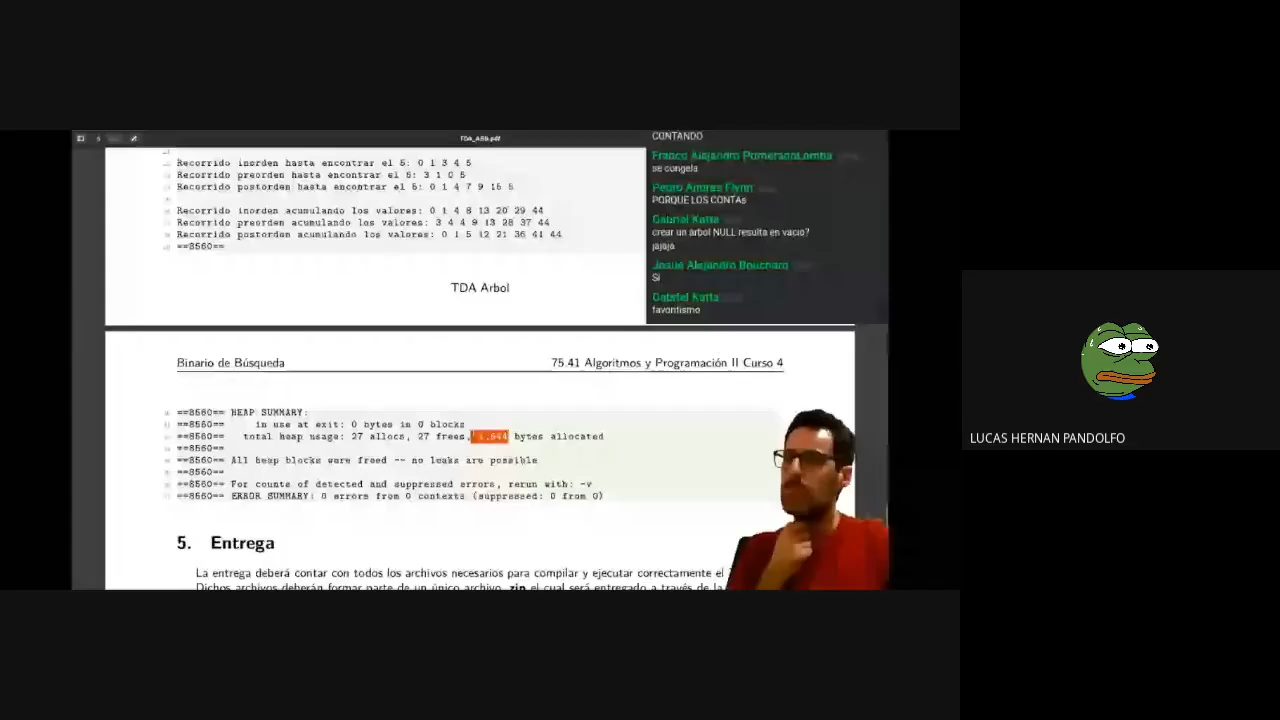 TDA_ABB.pdf
Recorrido inorden hasta encontrar el 5: 0 1 3 4 5
Recorrido preorden hasta encontrar el 5: 3 1 0 5
Recorrido postorden hasta encontrar el 5: 0 1 4 7 9 15 5
Recorrido inorden acumulando los valores: 0 1 4 8 13 20 29 44
Recorrido preorden acumulando los valores: 3 4 4 9 13 28 37 44
Recorrido postorden acumulando los valores: 0 1 5 12 21 36 41 44
==8560==
TDA Arbol
CONTANDO
Franco Alejandro
se congela
Pedro Andres Flynn
PORQUE LOS CONTAs
Gabriel Katta
crear un arbol NULL resulta en vacio?
jajaja
Josue Alejandro
Si
Gabriel Katta
favoritismo
Binario de Búsqueda
75.41 Algoritmos y Programación II Curso 4
==8560== HEAP SUMMARY:
==8560== in use at exit: 0 bytes in 0 blocks
==8560== total heap usage: 27 allocs, 27 frees, bytes allocated
==8560==
==8560== All heap blocks were freed -- no leaks are possible
==8560==
==8560== For counts of detected and suppressed errors, rerun with: -v
==8560== ERROR SUMMARY: 0 errors from 0 contexts (suppressed: 0 from 0)
5. Entrega
La entrega deberá contar con todos los archivos necesarios para compilar y ejecutar correctamente el
Dichos archivos deberán formar parte de un único archivo .zip el cual será entregado a través de la
LUCAS HERNAN PANDOLFO